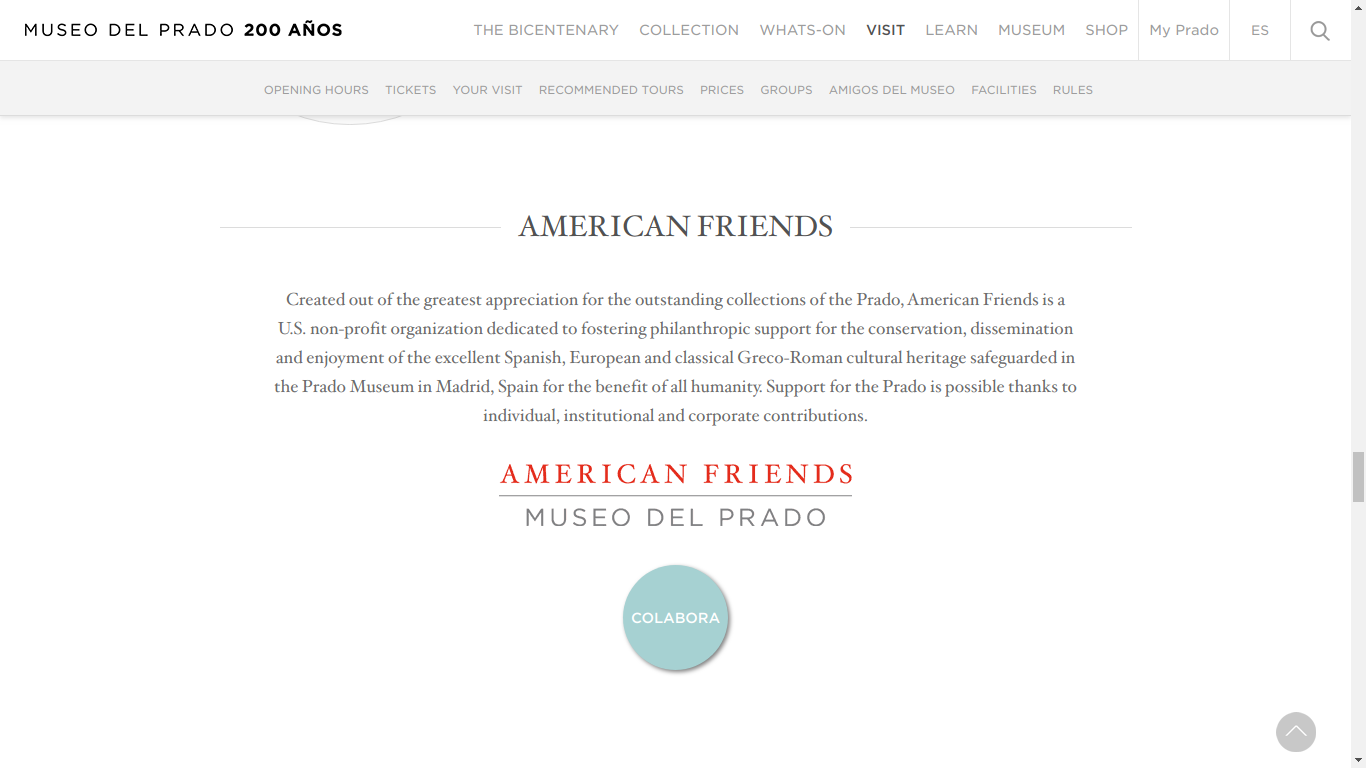 MUSEO DEL PRADO 200 AÑOS
THE BICENTENARY COLLECTION WHATS-ON VISIT LEARN MUSEUM SHOP My Prado ES
OPENING HOURS TICKETS YOUR VISIT RECOMMENDED TOURS PRICES GROUPS AMIGOS DEL MUSEO FACILITIES RULES
AMERICAN FRIENDS
Created out of the greatest appreciation for the outstanding collections of the Prado, American Friends is a
U.S. non-profit organization dedicated to fostering philanthropic support for the conservation, dissemination
and enjoyment of the excellent Spanish, European and classical Greco-Roman cultural heritage safeguarded in
the Prado Museum in Madrid, Spain for the benefit of all humanity. Support for the Prado is possible thanks to
individual, institutional and corporate contributions.
AMERICAN FRIENDS
MUSEO DEL PRADO
COLABORA